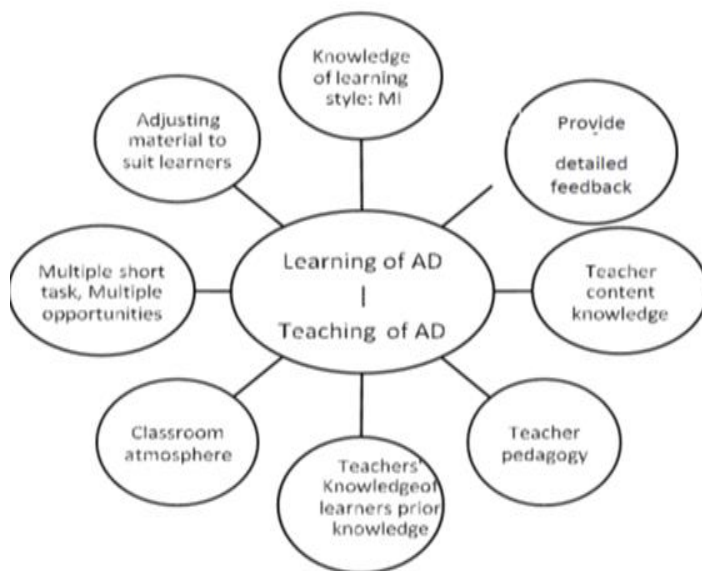 Knowledge
of learning
style: MI
Provide
detailed
feedback
Teacher
content
knowledge
Teacher
pedagogy
Teachers'
Knowledgeof
learners prior
knowledge
Classroom
atmosphere
Multiple short
task, Multiple
opportunities
Adjusting
material to
suit learners
Learning of AD
|
Teaching of AD